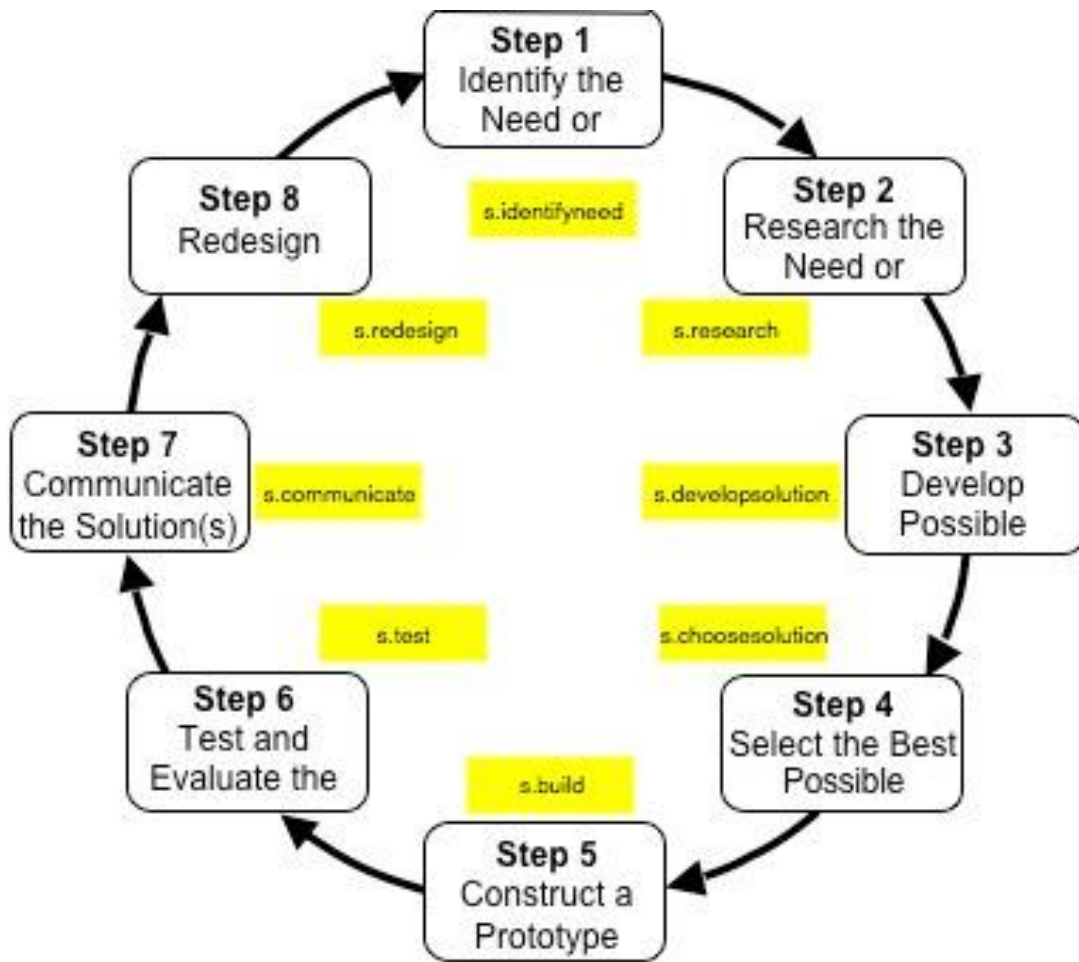 Step 1
Identify the
Need or
s.identifyneed
Step 2
Research the
Need or
s.research
Step 3
Develop
Possible
s.developsolution
Step 4
Select the Best
Possible
s.choosesolution
Step 5
Construct a
Prototype
s.build
Step 6
Test and
Evaluate the
s.test
Step 7
Communicate
the Solution(s)
s.communicate
Step 8
Redesign
s.redesign